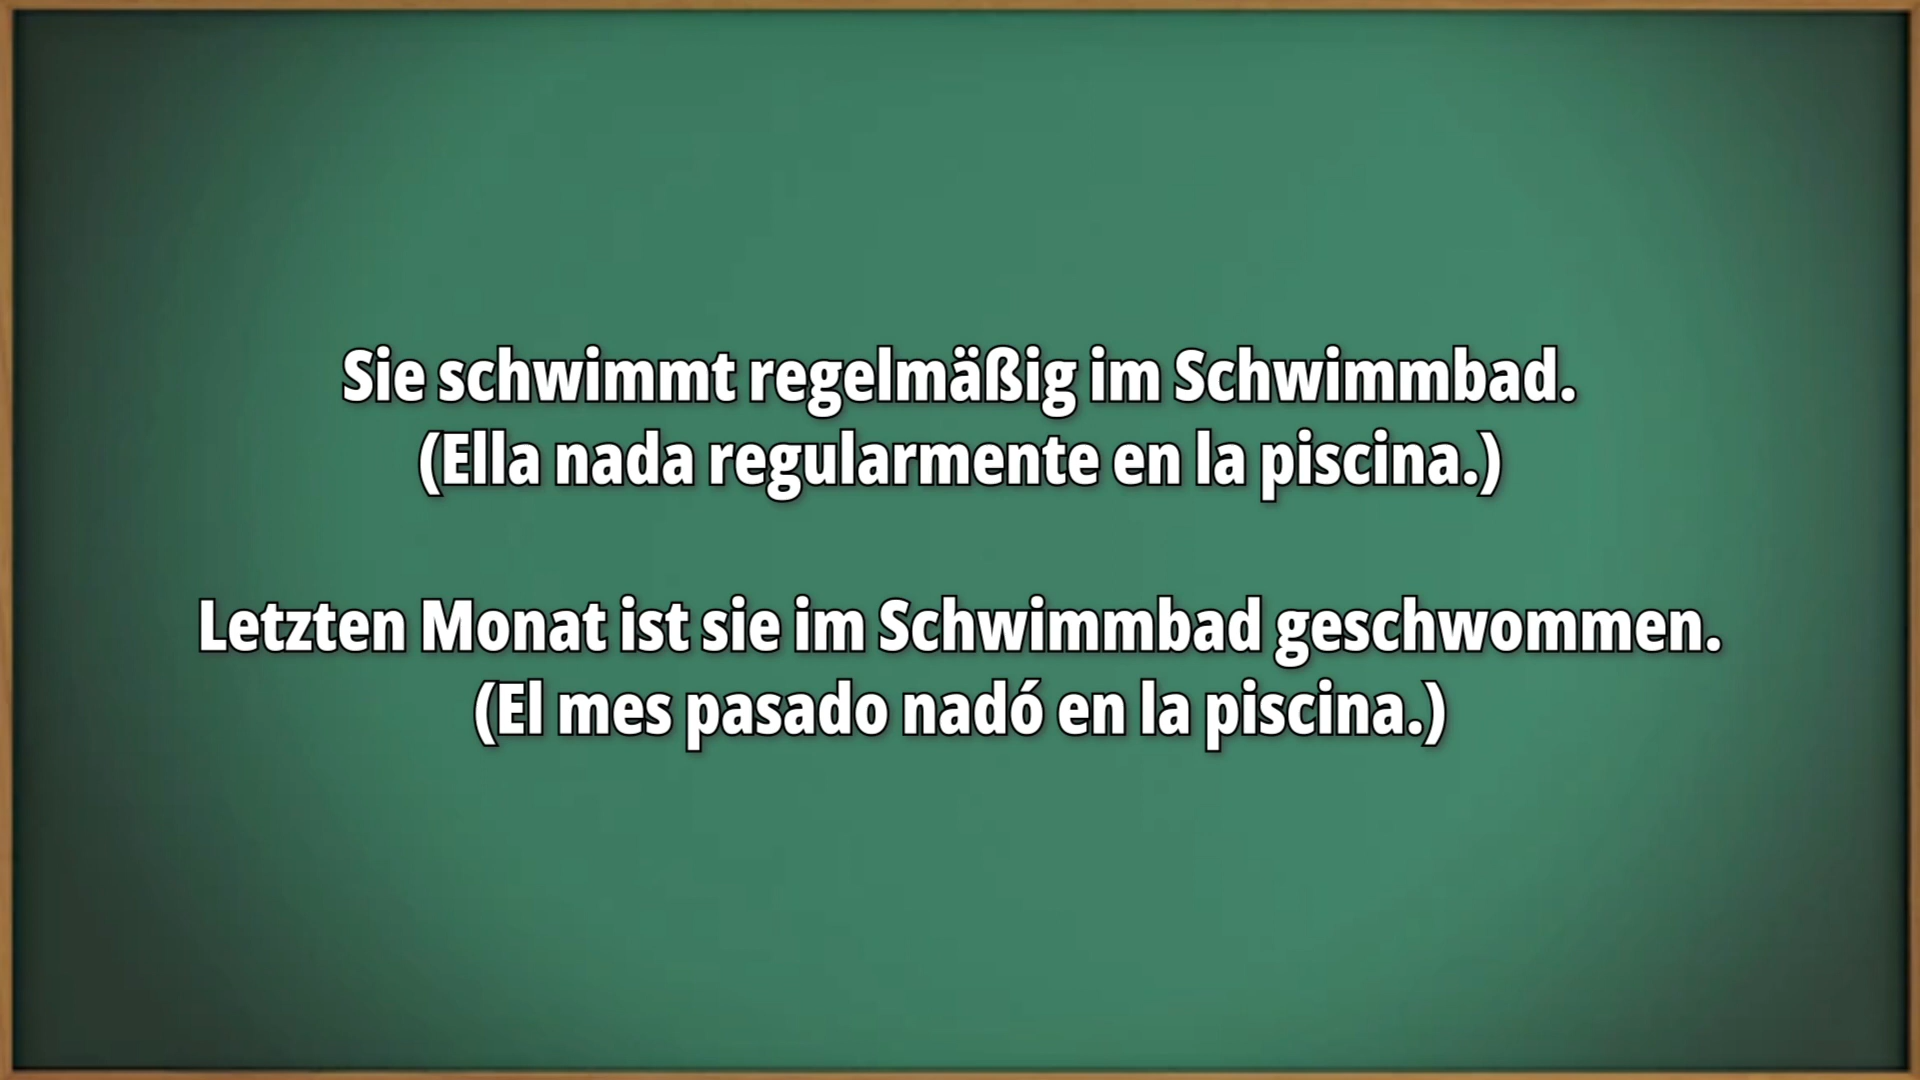 Sie schwimmt regelmäßig im Schwimmbad.
(Ella nada regularmente en la piscina.)
Letzten Monat ist sie im Schwimmbad geschwommen.
(El mes pasado nadó en la piscina.)